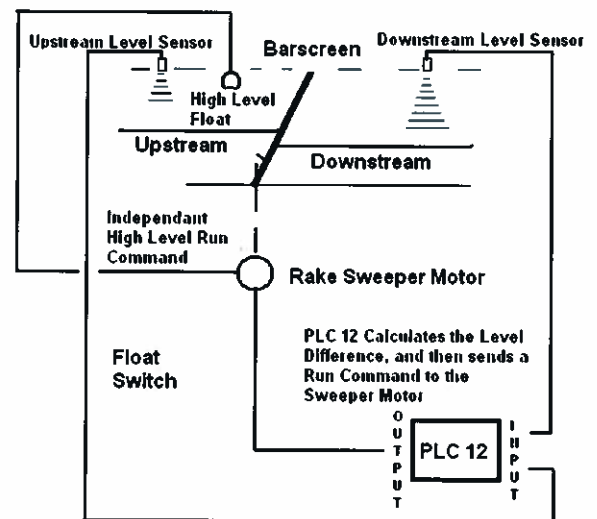 Upstream Level Sensor
Barscreen
Downstream Level Sensor
High Level
Float
Upstream
Downstream
Independant
High Level Run
Command
Rake Sweeper Motor
Float
Switch
PLC 12 Calculates the Level
Difference, and then sends a
Run Command to the
Sweeper Motor
OUTPUT
PLC 12
INPUT